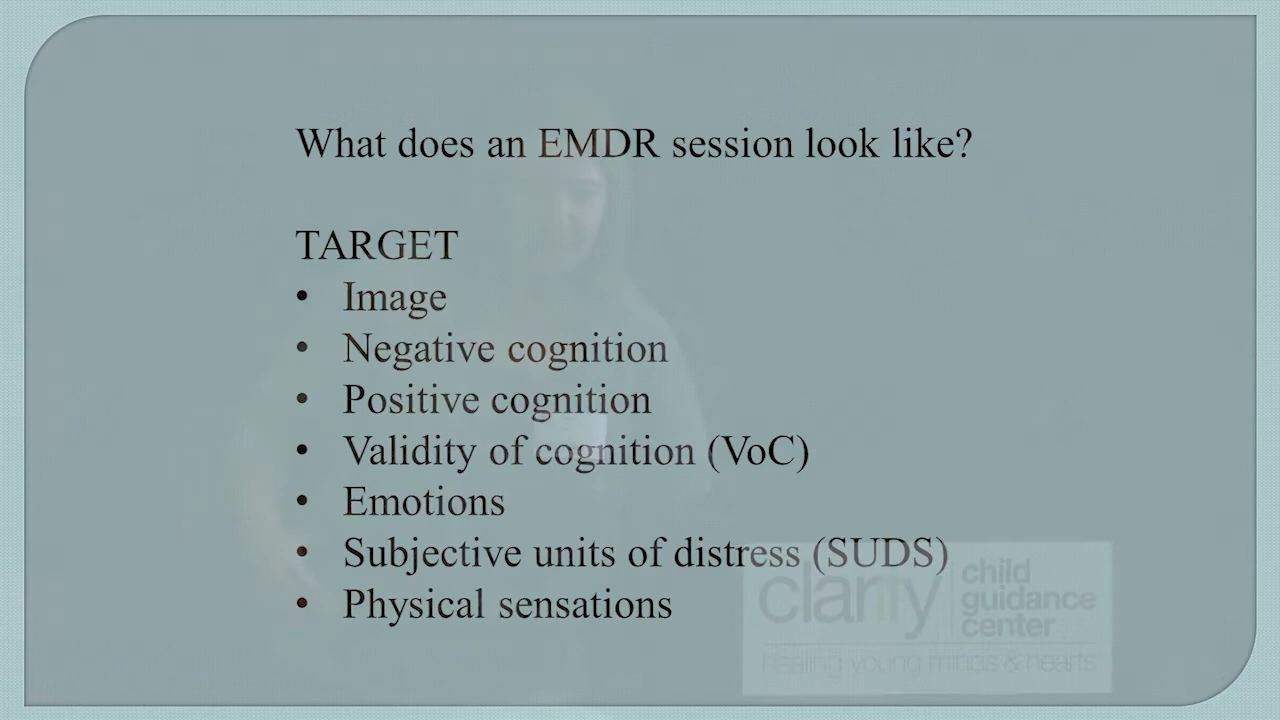 What does an EMDR session look like?
TARGET
• Image
• Negative cognition
• Positive cognition
• Validity of cognition (VoC)
• Emotions
• Subjective units of distress (SUDS)
• Physical sensations
clarity
child
guidance
center
healing young minds & hearts